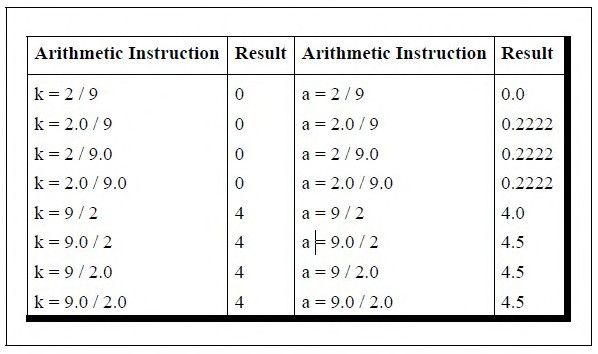 Arithmetic Instruction Result Arithmetic Instruction Result
k = 2 / 9 0 a = 2 / 9 0.0
k = 2.0 / 9 0 a = 2.0 / 9 0.2222
k = 2 / 9.0 0 a = 2 / 9.0 0.2222
k = 2.0 / 9.0 0 a = 2.0 / 9.0 0.2222
k = 9 / 2 4 a = 9 / 2 4.0
k = 9.0 / 2 4 a = 9.0 / 2 4.5
k = 9 / 2.0 4 a = 9 / 2.0 4.5
k = 9.0 / 2.0 4 a = 9.0 / 2.0 4.5